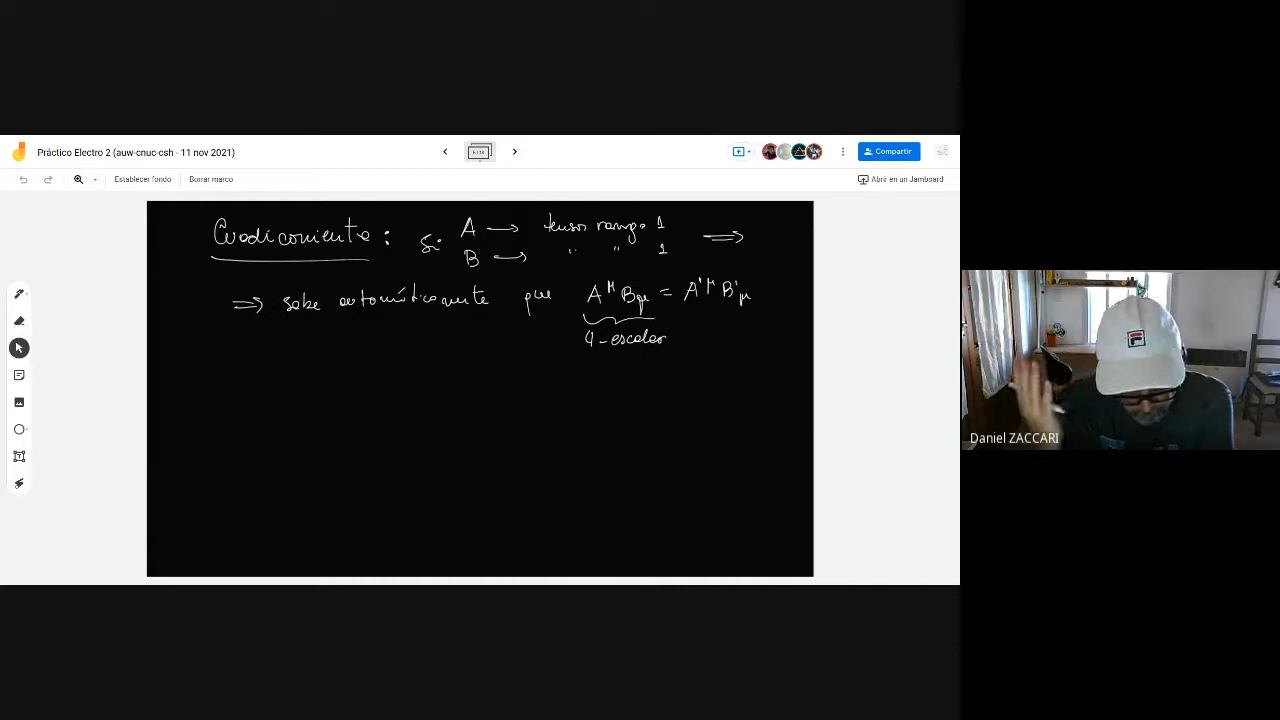 Práctico Electro 2 (auw-cnuc-csh - 11 nov 2021)
Compartir
Establecer fondo
Borrar marco
Abrir en un Jamboard
Cuadricorriente : Si A → tensor rango 1 ⟹
B → " " 1
⟹ sabe automáticamente que A^μ B_μ = A'^μ B'_μ
4-escalar
Daniel ZACCARI